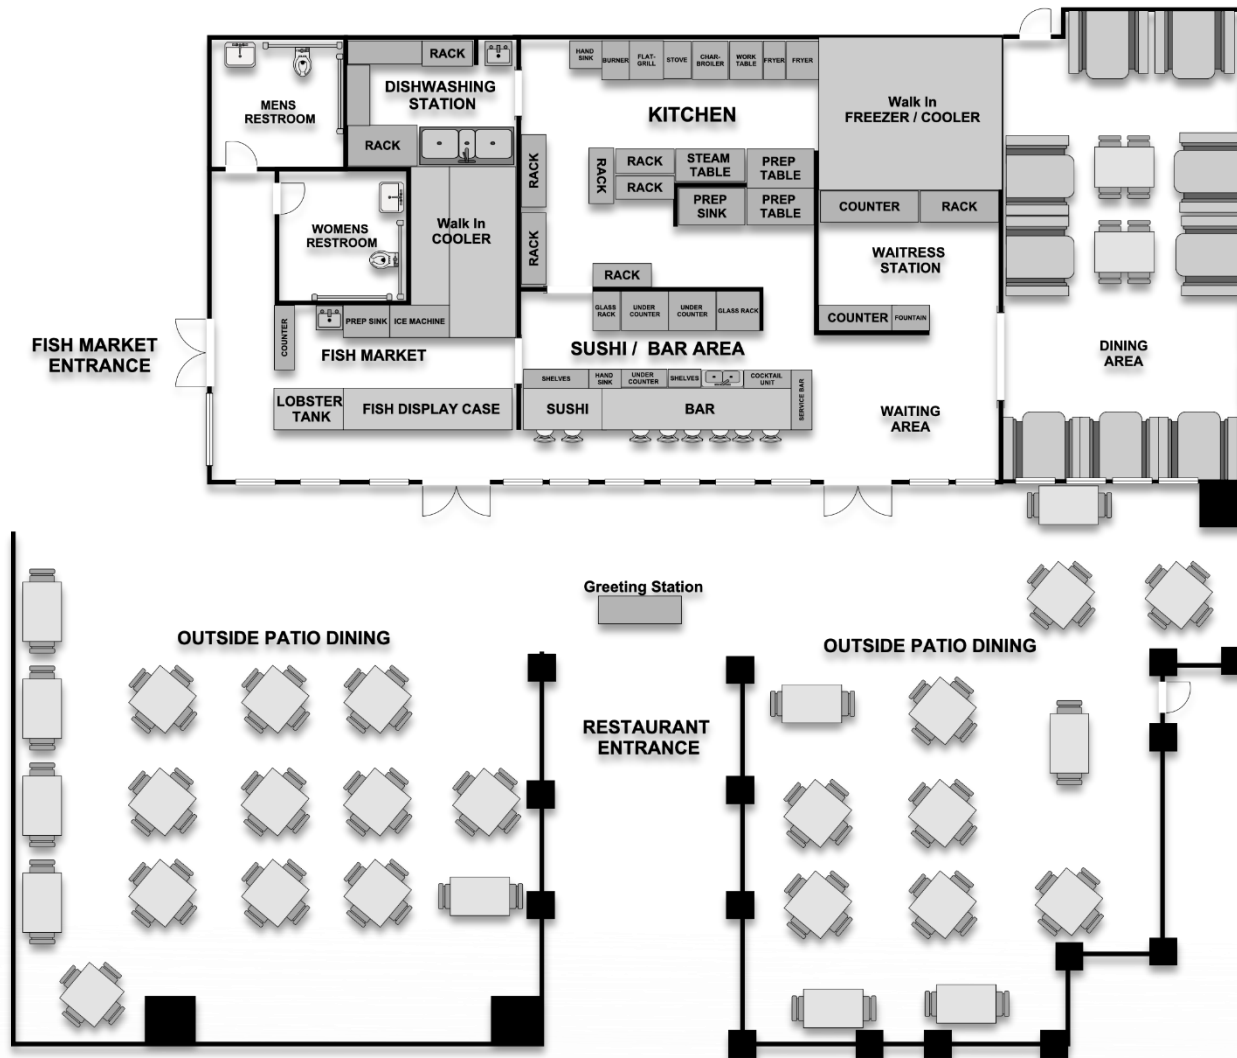 HAND
SINK
BURNER
FLAT-
GRILL
STOVE
CHAR-
BROILER
WORK
TABLE
FRYER
FRYER
RACK
DISHWASHING
STATION
MENS
RESTROOM
KITCHEN
Walk In
FREEZER / COOLER
RACK
RACK
RACK
RACK
RACK
STEAM
TABLE
PREP
TABLE
PREP
SINK
PREP
TABLE
COUNTER
RACK
WOMENS
RESTROOM
Walk In
COOLER
RACK
WAITRESS
STATION
RACK
GLASS
RACK
UNDER
COUNTER
UNDER
COUNTER
GLASS RACK
COUNTER
FOUNTAIN
COUNTER
PREP SINK
ICE MACHINE
FISH MARKET
ENTRANCE
FISH MARKET
SUSHI / BAR AREA
DINING
AREA
SHELVES
HAND
SINK
UNDER
COUNTER
SHELVES
COCKTAIL
UNIT
SERVICE BAR
LOBSTER
TANK
FISH DISPLAY CASE
SUSHI
BAR
WAITING
AREA
Greeting Station
OUTSIDE PATIO DINING
OUTSIDE PATIO DINING
RESTAURANT
ENTRANCE